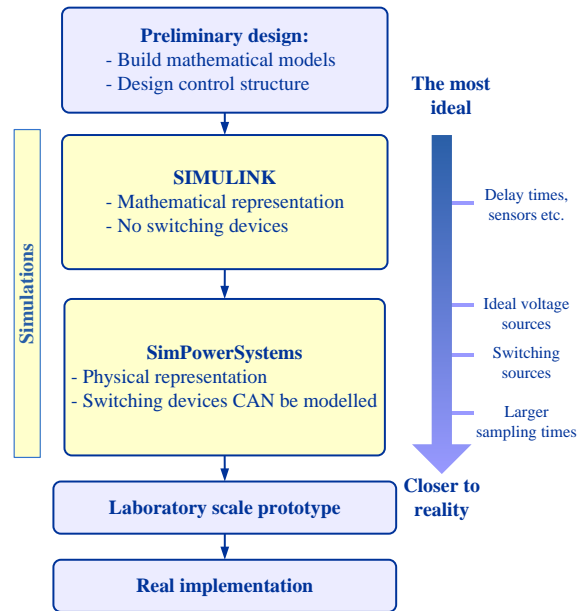 Preliminary design:
- Build mathematical models
- Design control structure
The most
ideal
Simulations
SIMULINK
- Mathematical representation
- No switching devices
Delay times,
sensors etc.
SimPowerSystems
- Physical representation
- Switching devices CAN be modelled
Ideal voltage
sources
Switching
sources
Larger
sampling times
Closer to
reality
Laboratory scale prototype
Real implementation